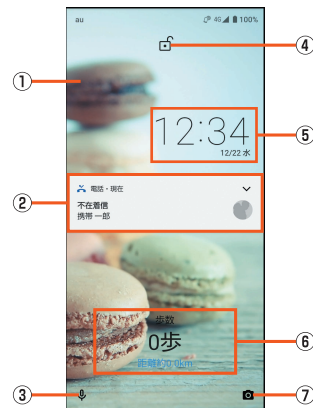 au 4G 100%
④
①
12:34
⑤
12/22 水
電話・現在
②
不在着信
携帯 一郎
歩数
0歩
⑥
距離約0.0km
③
⑦